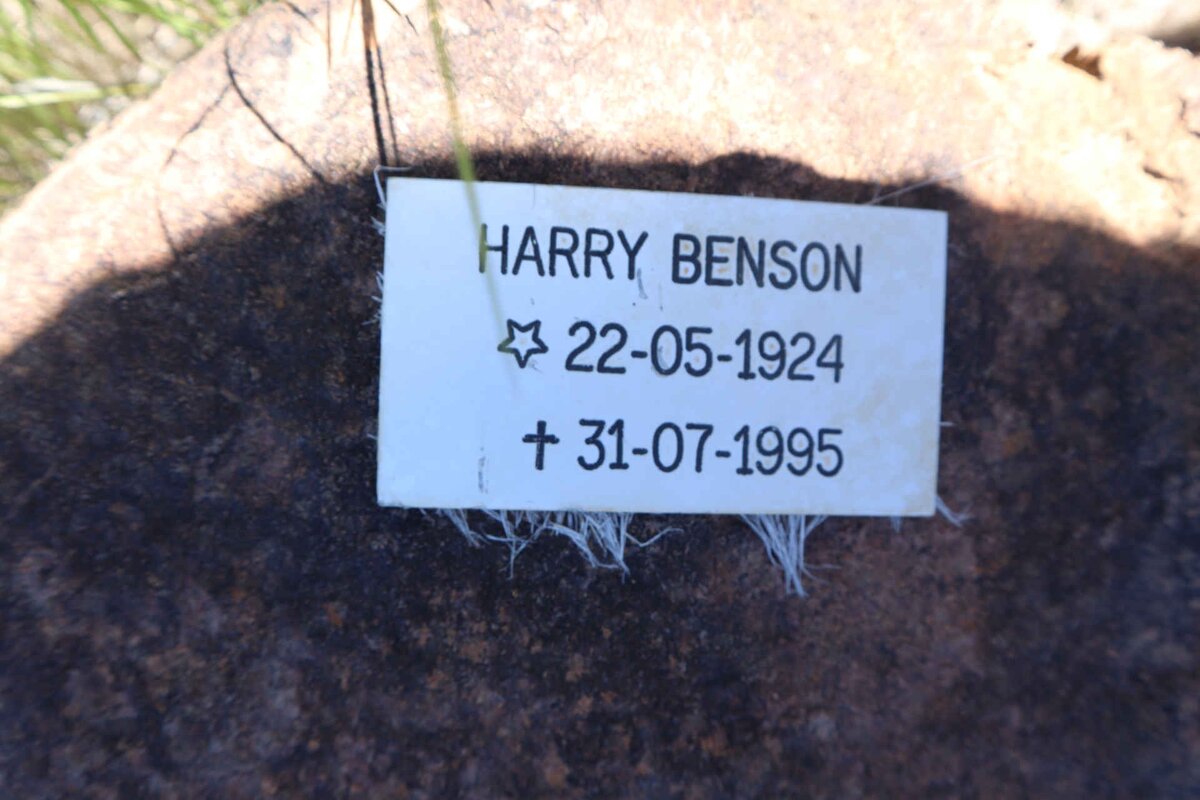 HARRY BENSON
☆ 22-05-1924
✝ 31-07-1995